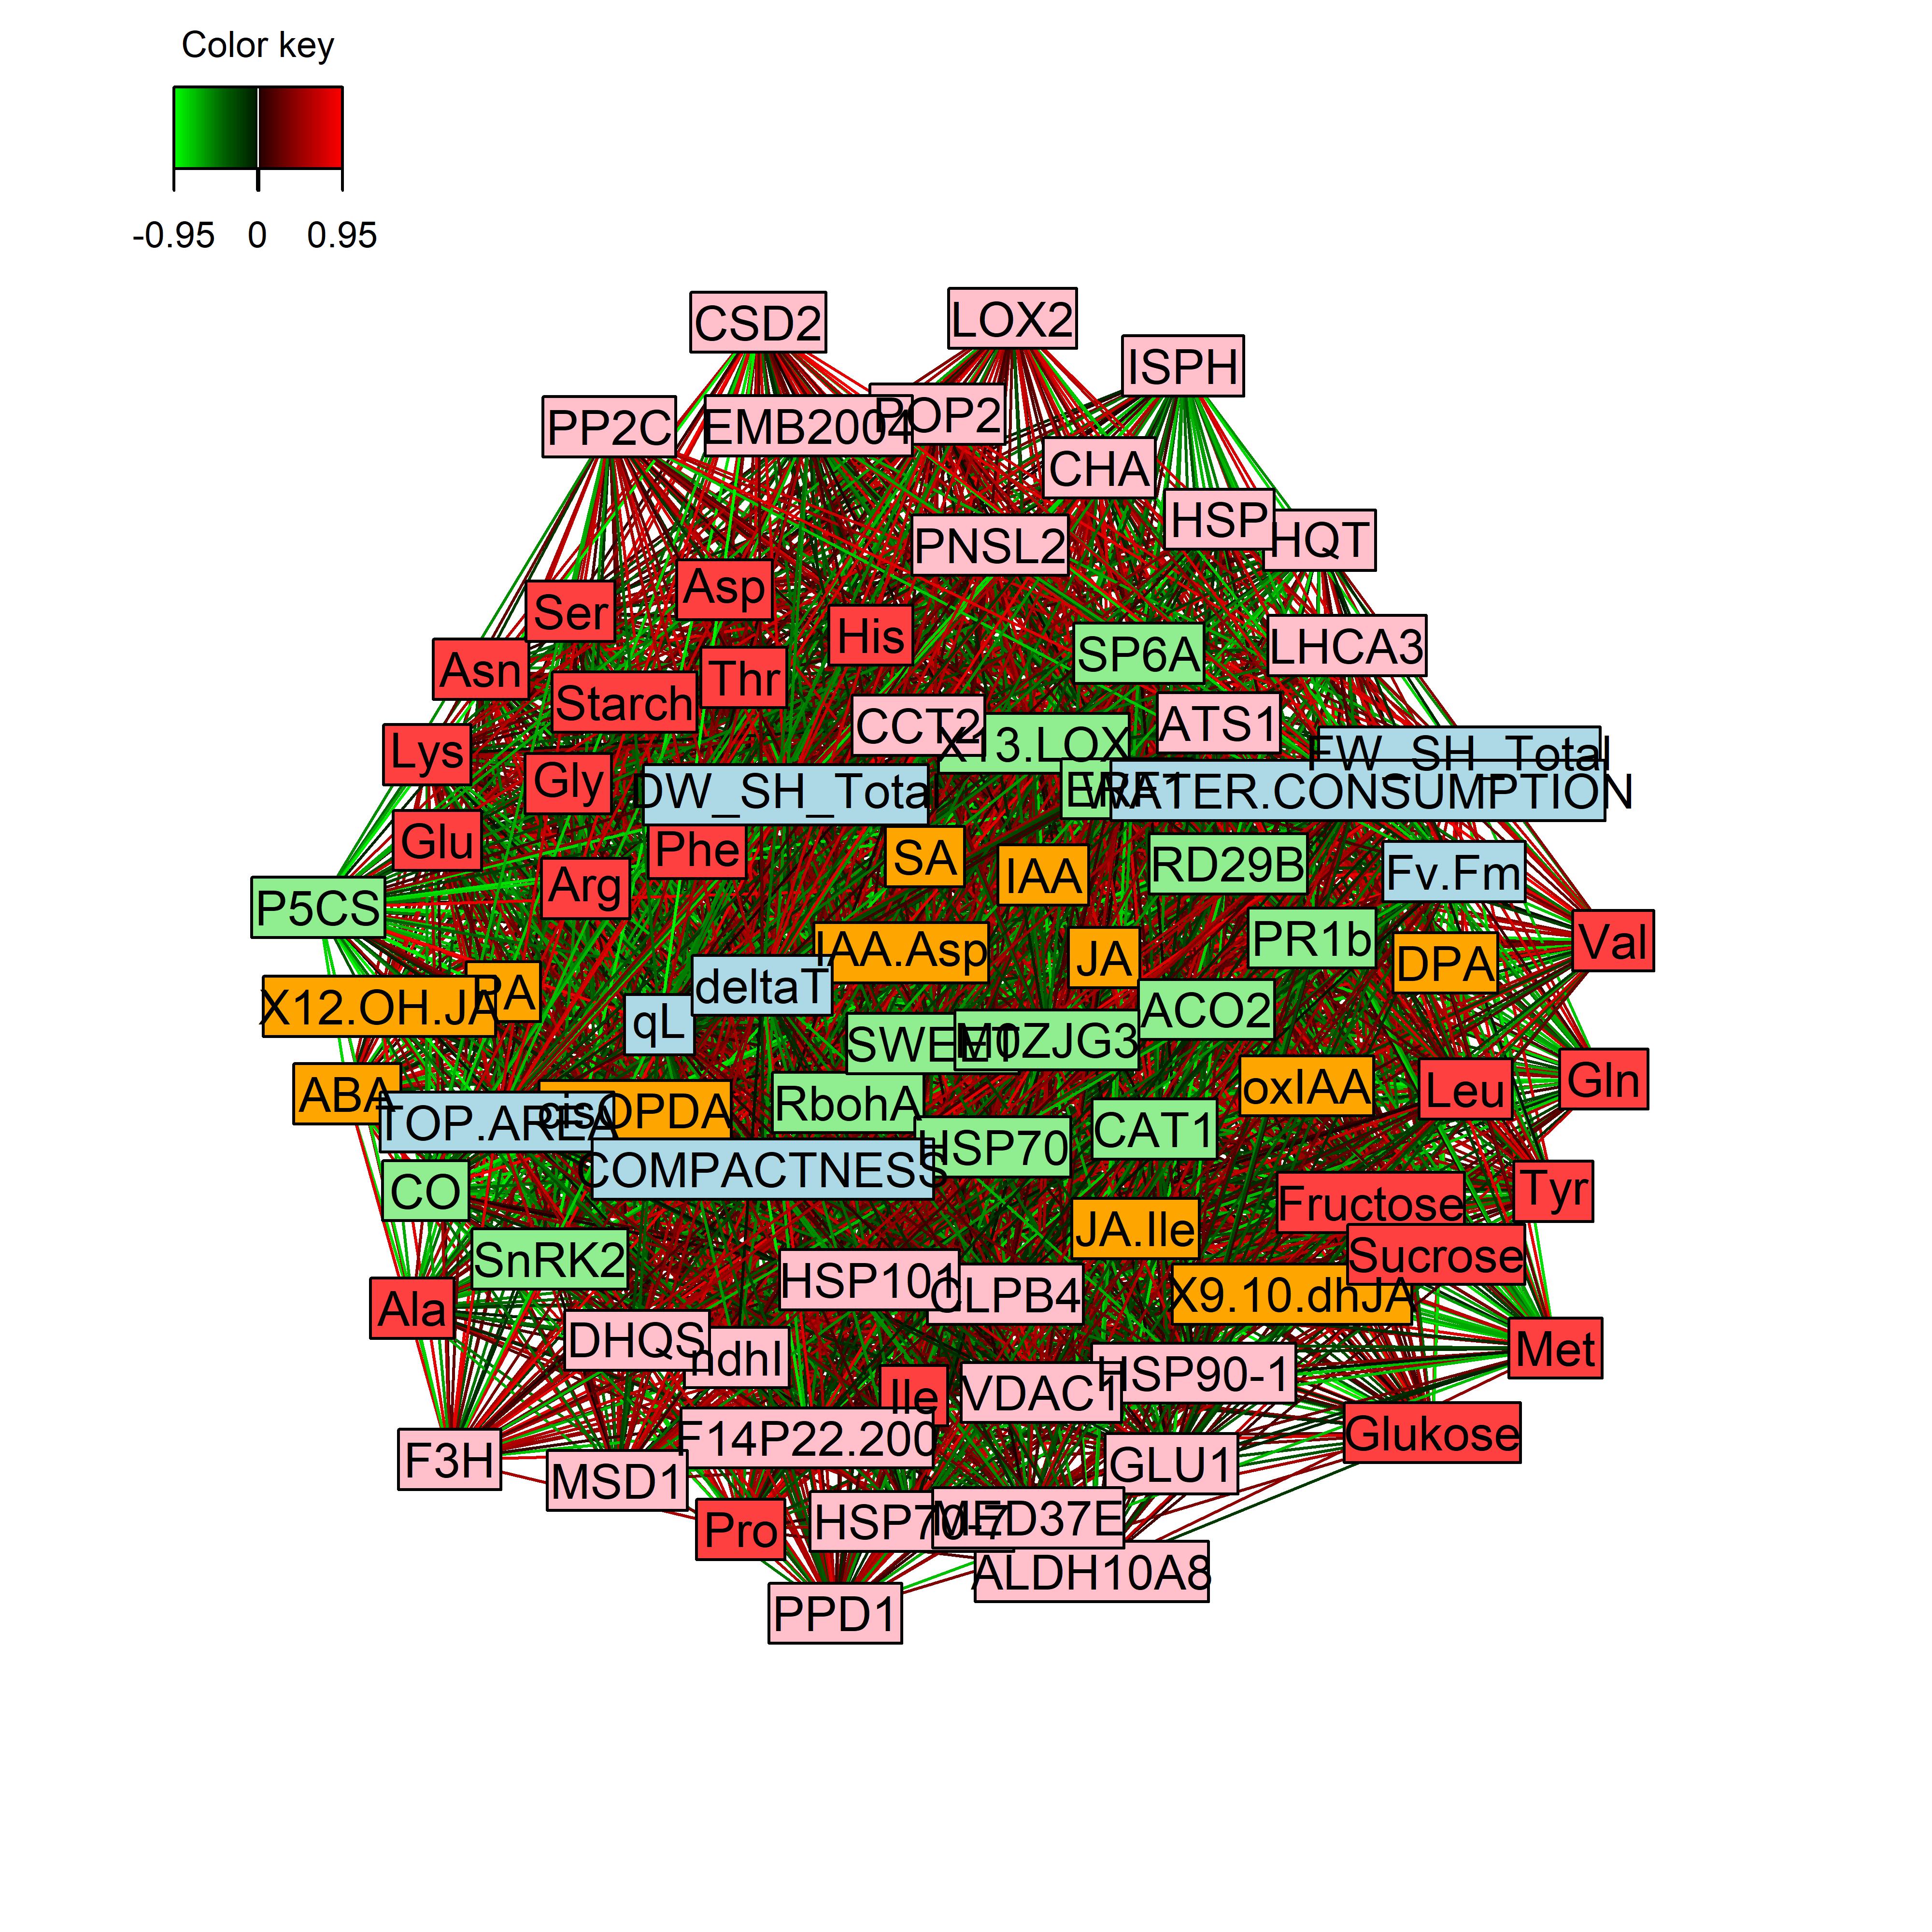 Color key
-0.95 0 0.95
CSD2
LOX2
ISPH
PP2C
EMB2004
POP2
CHA
HSP
HQT
PNSL2
Asp
Ser
His
SP6A
LHCA3
Asn
Thr
Starch
CCT2
X13.LOX
ATS1
Lys
FW_SH_Total
Gly
DW_SH_Total
ERF1
WATER.CONSUMPTION
Glu
Phe
SA
IAA
RD29B
Fv.Fm
Arg
P5CS
IAA.Asp
JA
PR1b
DPA
Val
X12.OH.JA
PA
deltaT
qL
ACO2
SWEET
M0ZJG3
ABA
TOP.AREA
cisOPDA
RbohA
oxIAA
Leu
Gln
HSP70
CAT1
COMPACTNESS
CO
Fructose
Tyr
SnRK2
JA.Ile
Sucrose
HSP101
CLPB4
X9.10.dhJA
Ala
DHQS
ndhI
Met
Ile
VDAC1
HSP90-1
F14P22.200
Glukose
F3H
MSD1
GLU1
Pro
HSP70-7
MED37E
ALDH10A8
PPD1